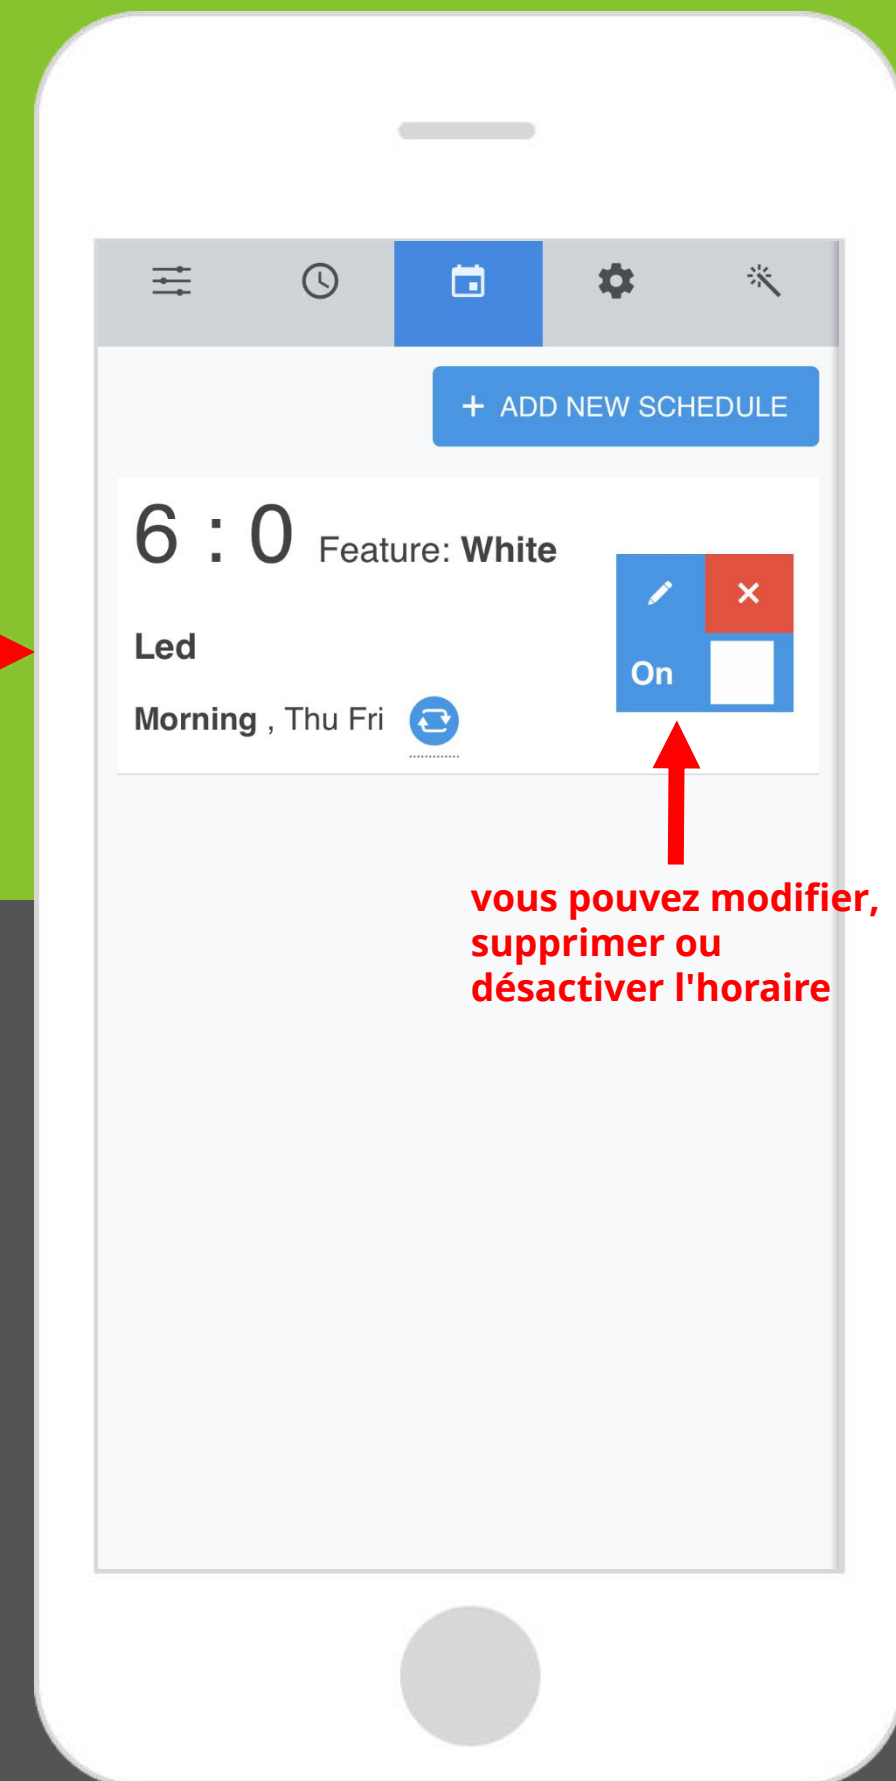 + ADD NEW SCHEDULE
6 : 0 Feature: White
Led
On
Morning , Thu Fri
vous pouvez modifier,
supprimer ou
désactiver l'horaire